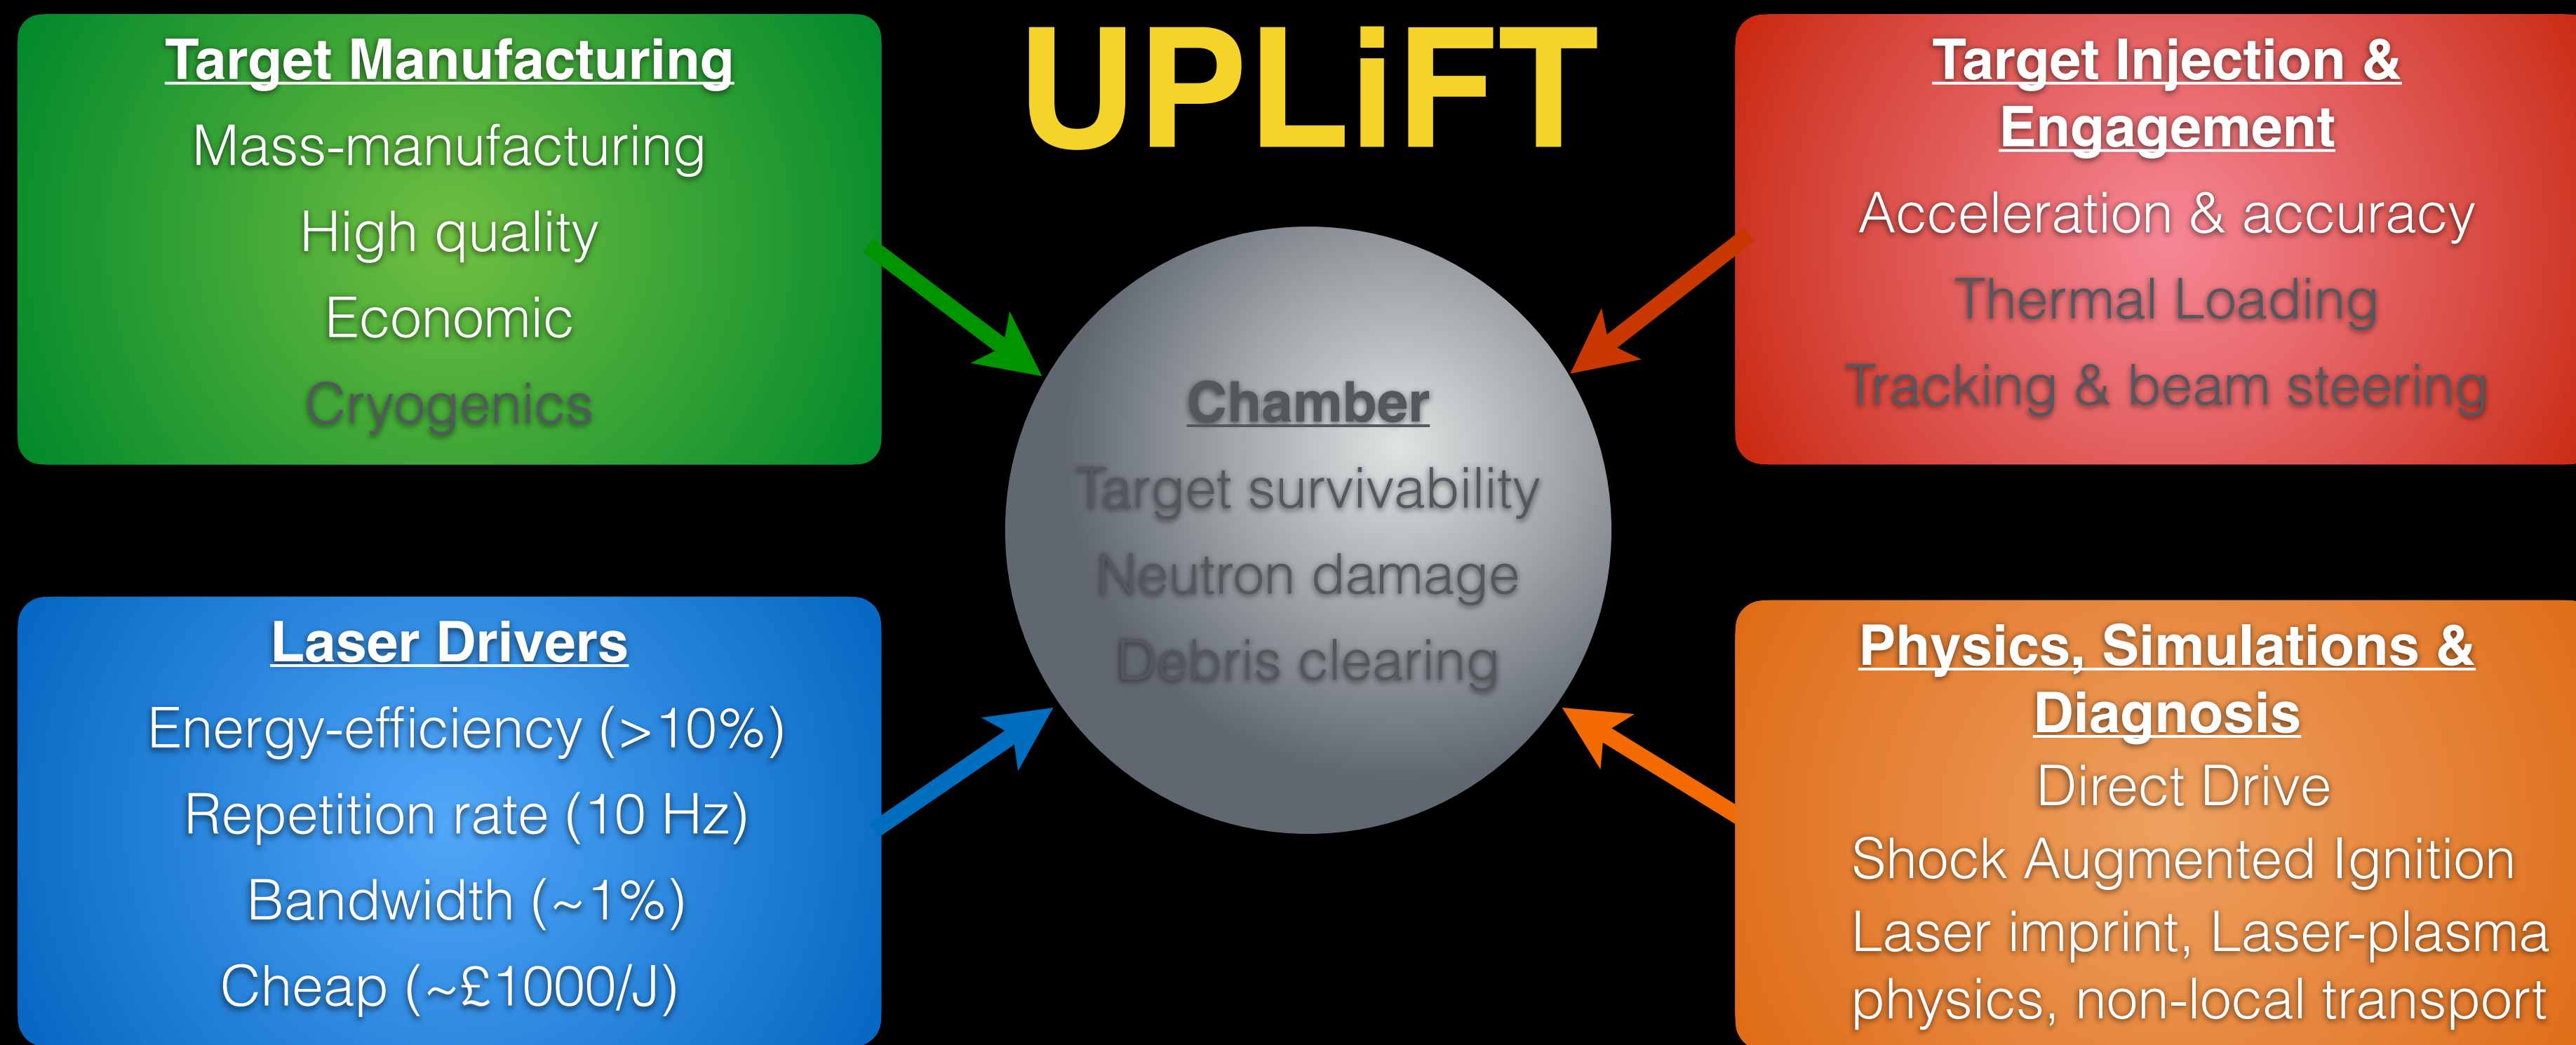 UPLiFT
Target Manufacturing
Mass-manufacturing
High quality
Economic
Cryogenics
Target Injection &
Engagement
Acceleration & accuracy
Thermal Loading
Tracking & beam steering
Chamber
Target survivability
Neutron damage
Debris clearing
Laser Drivers
Energy-efficiency (>10%)
Repetition rate (10 Hz)
Bandwidth (~1%)
Cheap (~£1000/J)
Physics, Simulations &
Diagnosis
Direct Drive
Shock Augmented Ignition
Laser imprint, Laser-plasma
physics, non-local transport